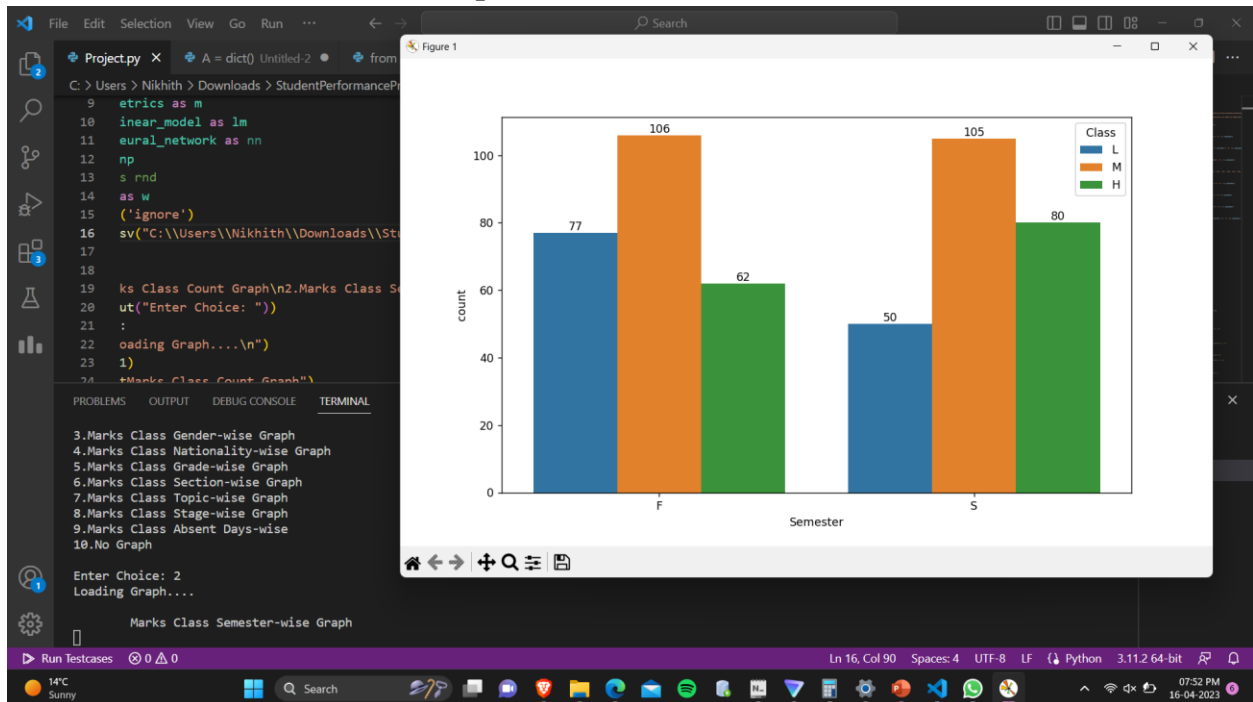 File Edit Selection View Go Run ··· Search
Project.py A = dict() Untitled-2 from
C: > Users > Nikhith > Downloads > StudentPerformancePr
9 etrics as m
10 inear_model as lm
11 eural_network as nn
12 np
13 s rnd
14 as w
15 ('ignore')
16 sv("C:\\Users\\Nikhith\\Downloads\\Stu
17
18
19 ks Class Count Graph\n2.Marks Class Se
20 ut("Enter Choice: "))
21 :
22 oading Graph....\n")
23 1)
24 tMarks Class Count Graph")
PROBLEMS OUTPUT DEBUG CONSOLE TERMINAL
3.Marks Class Gender-wise Graph
4.Marks Class Nationality-wise Graph
5.Marks Class Grade-wise Graph
6.Marks Class Section-wise Graph
7.Marks Class Topic-wise Graph
8.Marks Class Stage-wise Graph
9.Marks Class Absent Days-wise
10.No Graph
Enter Choice: 2
Loading Graph....
Marks Class Semester-wise Graph
Figure 1
106 105
Class
L
M
H
100
80
60
40
20
0
count
77
62
50
80
F S
Semester
2
3
1
Run Testcases 0 0 Ln 16, Col 90 Spaces: 4 UTF-8 LF Python 3.11.2 64-bit
14°C
Sunny
Search
07:52 PM
16-04-2023
6